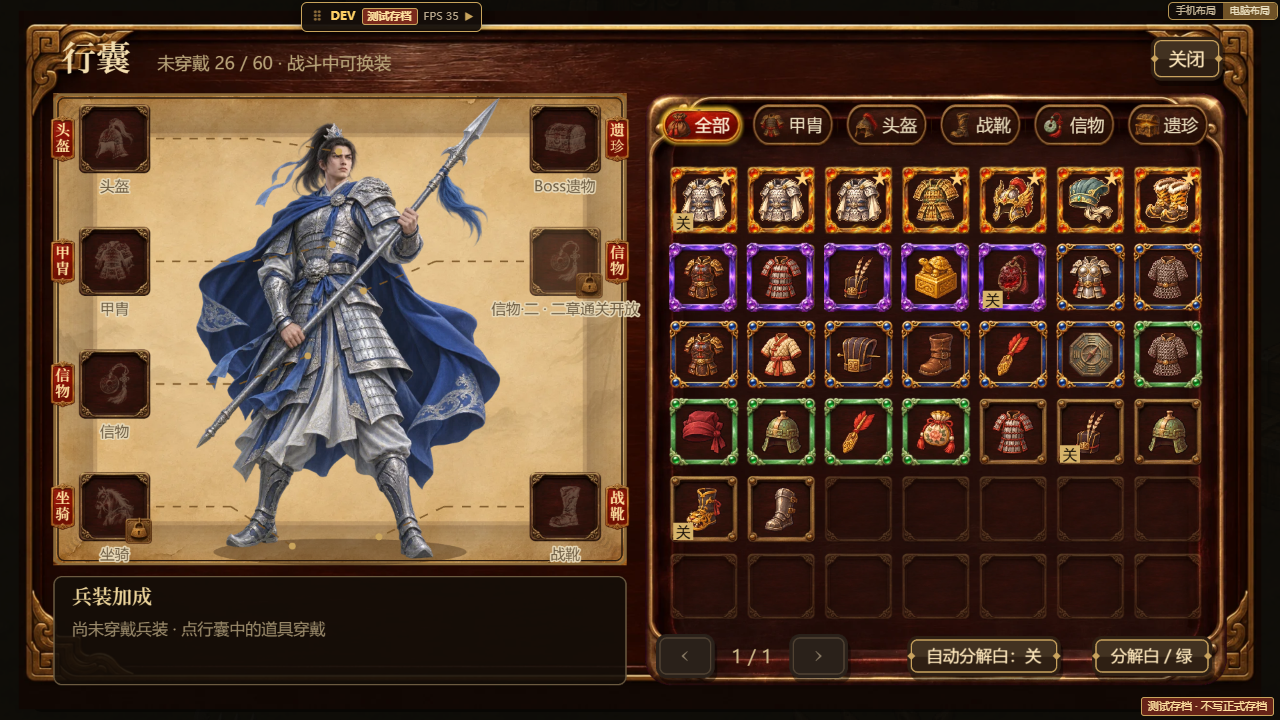 DEV 测试存档 FPS 35 ▶
手机布局 电脑布局
行囊 未穿戴 26 / 60 · 战斗中可换装
关闭
头盔
头盔
遗珍
Boss遗物
甲胄
甲胄
信物
信物·二 · 二章通关开放
信物
信物
坐骑
坐骑
战靴
战靴
兵装加成
尚未穿戴兵装 · 点行囊中的道具穿戴
全部 甲胄 头盔 战靴 信物 遗珍
关
关
关
关
‹ 1 / 1 ›
自动分解白：关
分解白 / 绿
测试存档 · 不写正式存档